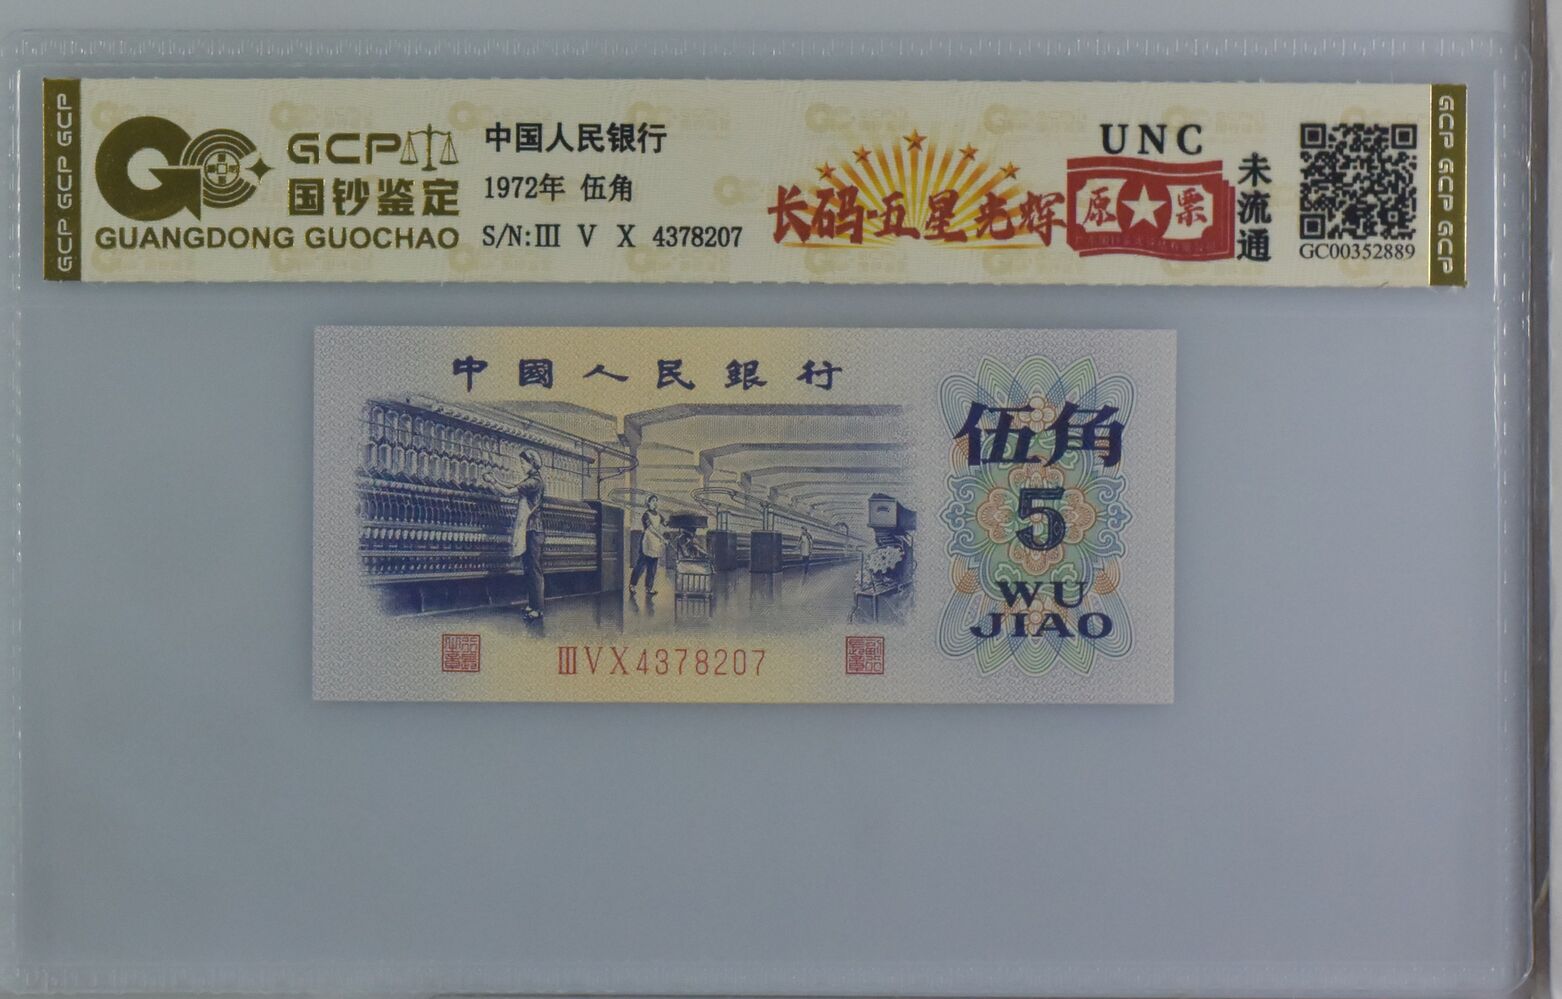 GCP GCP GCP
GCP
国钞鉴定
GUANGDONG GUOCHAO
中国人民银行
1972年 伍角
S/N:III V X 4378207
长码·五星光辉
原★票
UNC
未流通
GC00352889
GCP GCP GCP
中國人民銀行
伍角
5
WU
JIAO
III V X 4378207